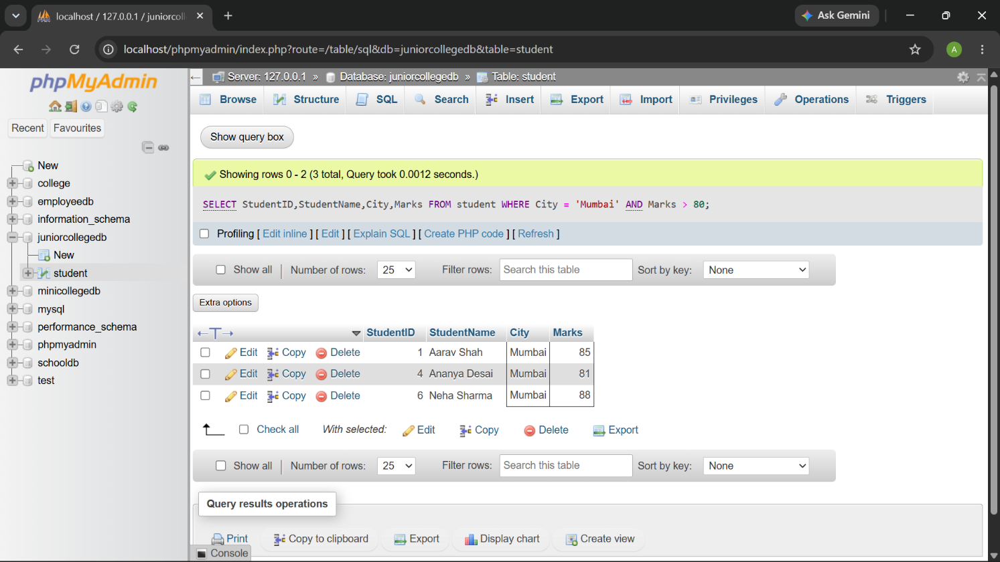 localhost / 127.0.0.1 / juniorcoll
Ask Gemini
localhost/phpmyadmin/index.php?route=/table/sql&db=juniorcollegedb&table=student
A
phpMyAdmin
Recent Favourites
New
college
employeedb
information_schema
juniorcollegedb
New
student
minicollegedb
mysql
performance_schema
phpmyadmin
schooldb
test
Server: 127.0.0.1 » Database: juniorcollegedb » Table: student
Browse Structure SQL Search Insert Export Import Privileges Operations Triggers
Show query box
Showing rows 0 - 2 (3 total, Query took 0.0012 seconds.)
SELECT StudentID,StudentName,City,Marks FROM student WHERE City = 'Mumbai' AND Marks > 80;
Profiling [ Edit inline ] [ Edit ] [ Explain SQL ] [ Create PHP code ] [ Refresh ]
Show all | Number of rows: 25 Filter rows: Search this table Sort by key: None
Extra options
←T→ StudentID StudentName City Marks
Edit Copy Delete 1 Aarav Shah Mumbai 85
Edit Copy Delete 4 Ananya Desai Mumbai 81
Edit Copy Delete 6 Neha Sharma Mumbai 88
Check all With selected: Edit Copy Delete Export
Show all | Number of rows: 25 Filter rows: Search this table Sort by key: None
Query results operations
Print Copy to clipboard Export Display chart Create view
Console